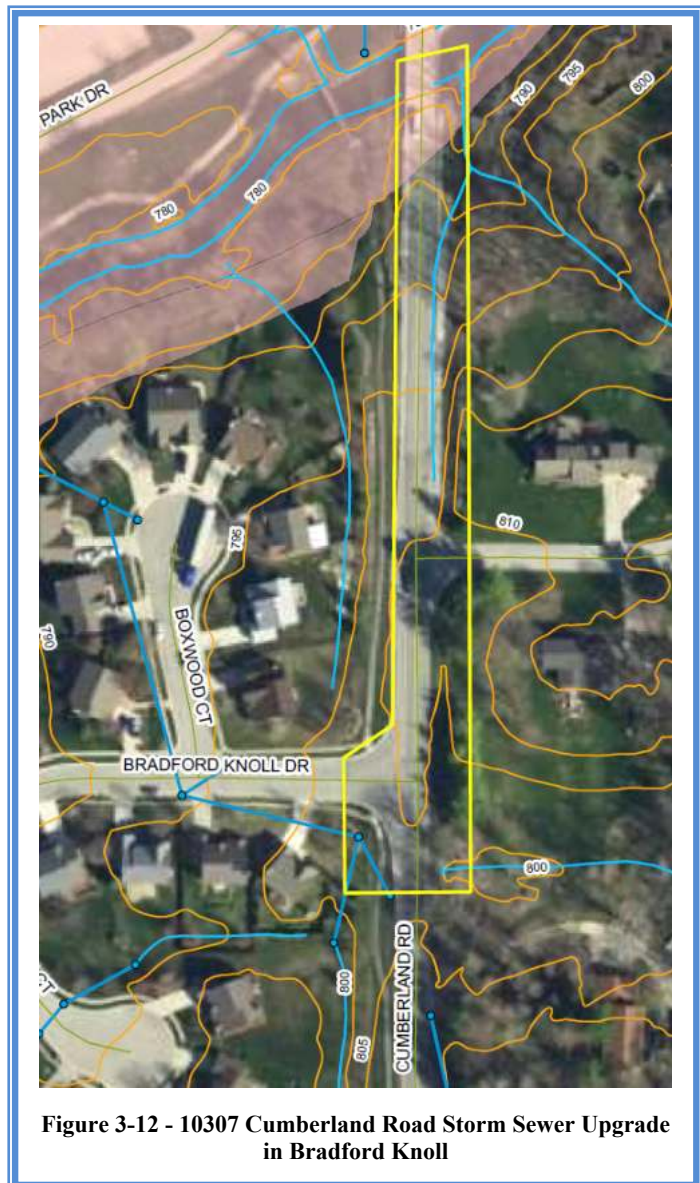 PARK DR
790
795
800
780
780
810
795
790
BOXWOOD CT
BRADFORD KNOLL DR
800
CT
800
805
CUMBERLAND RD
Figure 3-12 - 10307 Cumberland Road Storm Sewer Upgrade
in Bradford Knoll